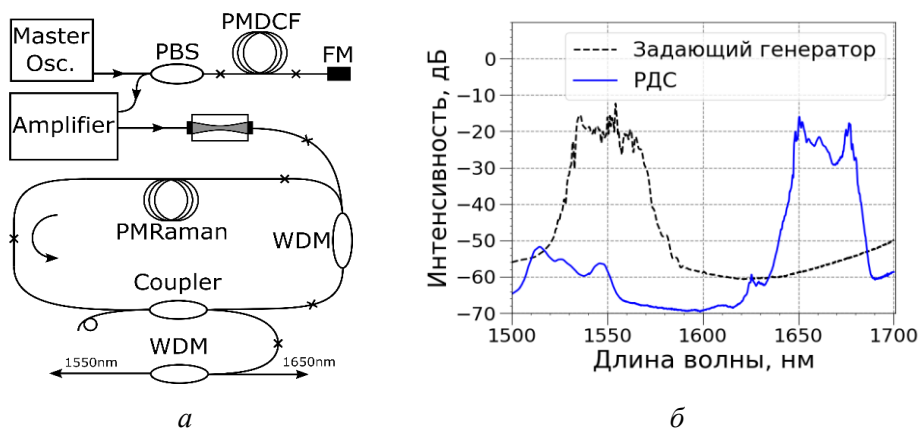 Master
Osc.
PBS
PMDCF
FM
Amplifier
PMRaman
WDM
Coupler
WDM
1550nm
1650nm
а
Интенсивность, дБ
0
−10
−20
−30
−40
−50
−60
−70
Задающий генератор
РДС
1500
1550
1600
1650
1700
Длина волны, нм
б